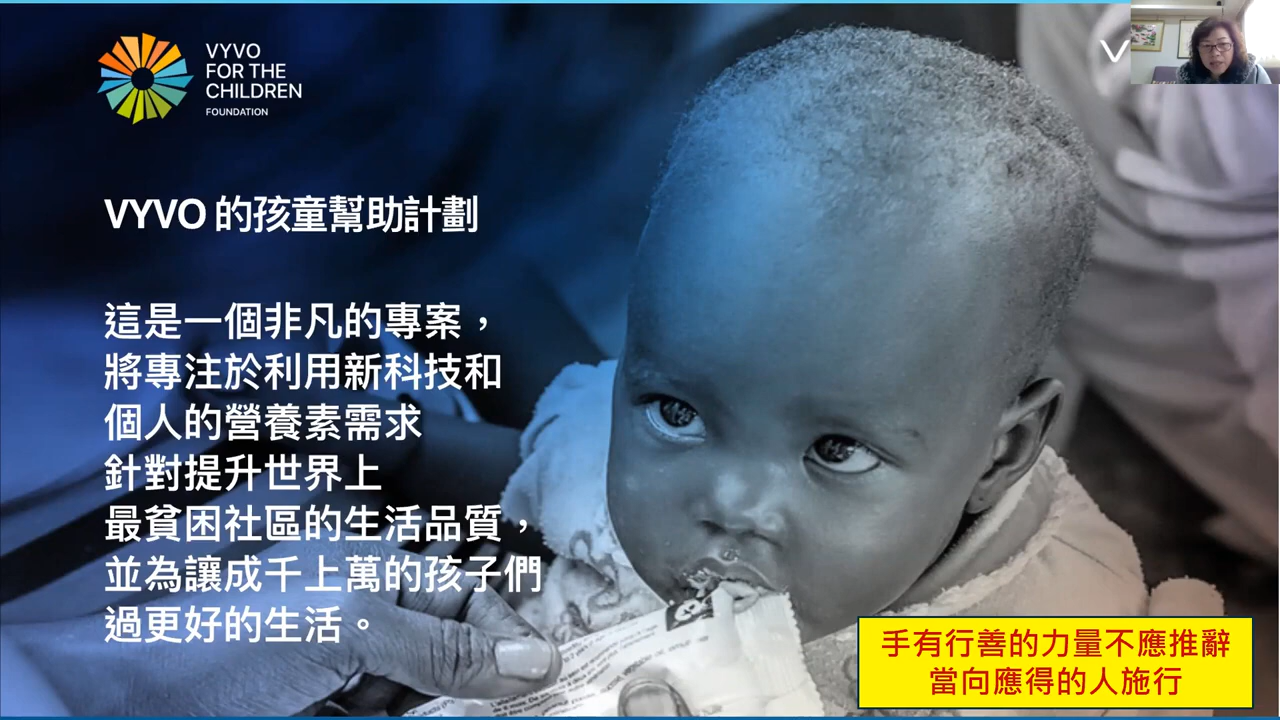 VYVO
FOR THE
CHILDREN
FOUNDATION
V
VYVO 的孩童幫助計劃
這是一個非凡的專案，
將專注於利用新科技和
個人的營養素需求
針對提升世界上
最貧困社區的生活品質，
並為讓成千上萬的孩子們
過更好的生活。
手有行善的力量不應推辭
當向應得的人施行